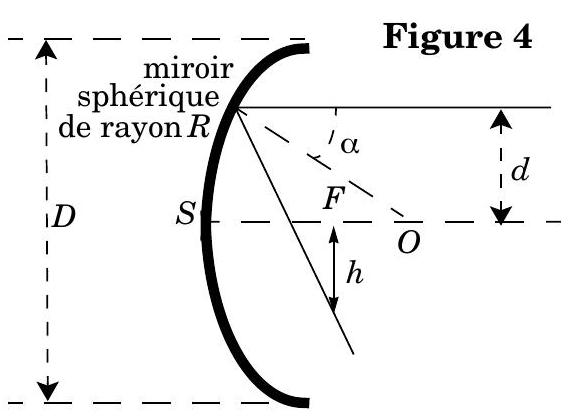 Figure 4
miroir
sphérique
de rayon R
α
d
D
S
F
O
h